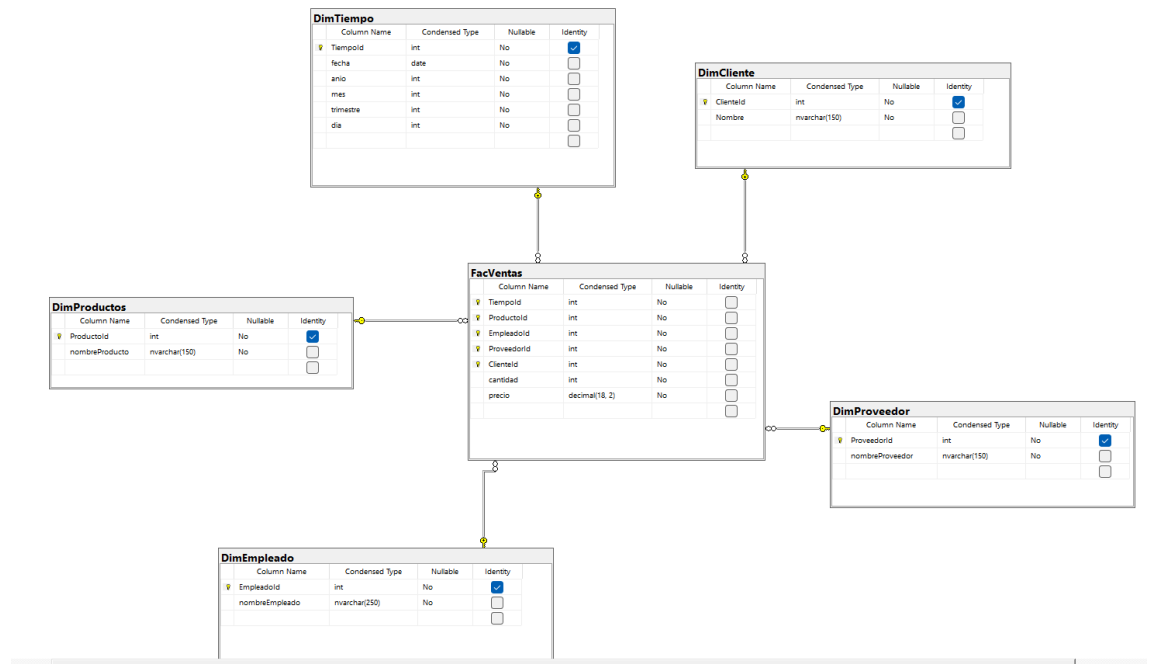 DimTiempo
Column Name Condensed Type Nullable Identity
TiempoId int No
fecha date No
anio int No
mes int No
trimestre int No
dia int No
DimCliente
Column Name Condensed Type Nullable Identity
ClienteId int No
Nombre nvarchar(150) No
FacVentas
Column Name Condensed Type Nullable Identity
TiempoId int No
ProductoId int No
EmpleadoId int No
ProveedorId int No
ClienteId int No
cantidad int No
precio decimal(18, 2) No
DimProductos
Column Name Condensed Type Nullable Identity
ProductoId int No
nombreProducto nvarchar(150) No
DimProveedor
Column Name Condensed Type Nullable Identity
ProveedorId int No
nombreProveedor nvarchar(150) No
DimEmpleado
Column Name Condensed Type Nullable Identity
EmpleadoId int No
nombreEmpleado nvarchar(250) No